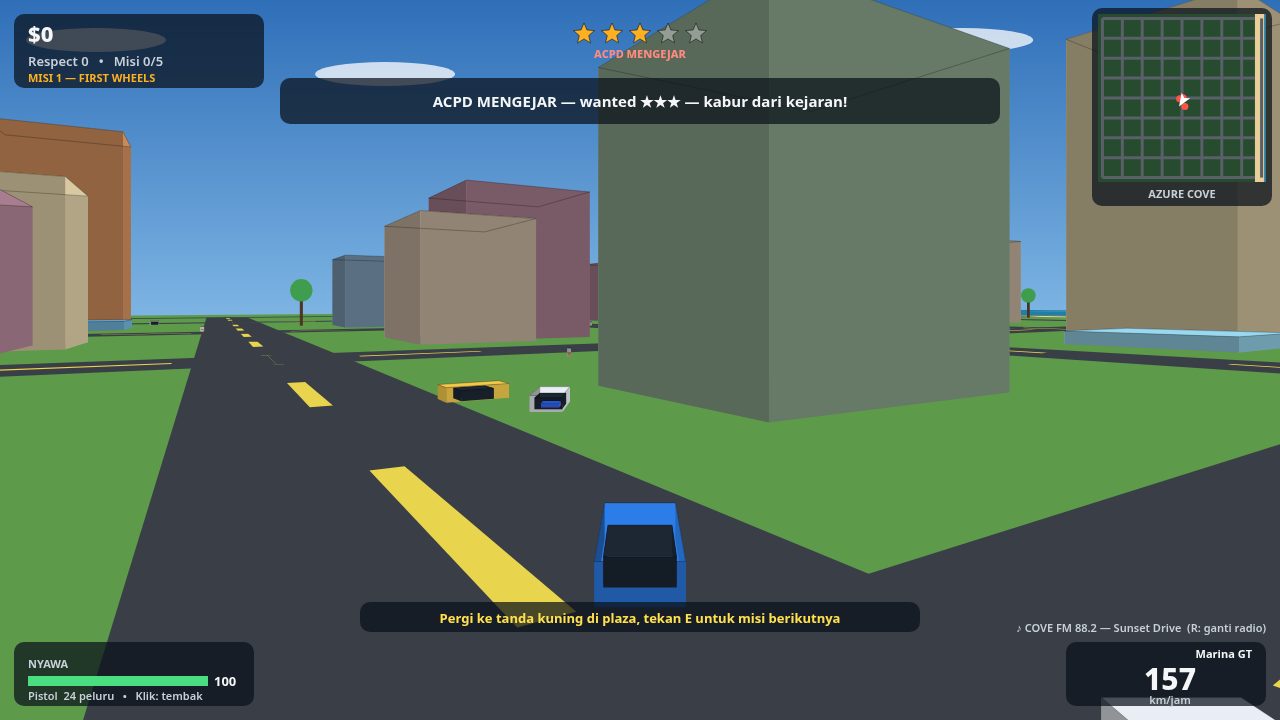 $0
Respect 0 • Misi 0/5
MISI 1 — FIRST WHEELS
ACPD MENGEJAR
ACPD MENGEJAR — wanted ★★★ — kabur dari kejaran!
AZURE COVE
Pergi ke tanda kuning di plaza, tekan E untuk misi berikutnya
♪ COVE FM 88.2 — Sunset Drive (R: ganti radio)
NYAWA
100
Pistol 24 peluru • Klik: tembak
Marina GT
157
km/jam